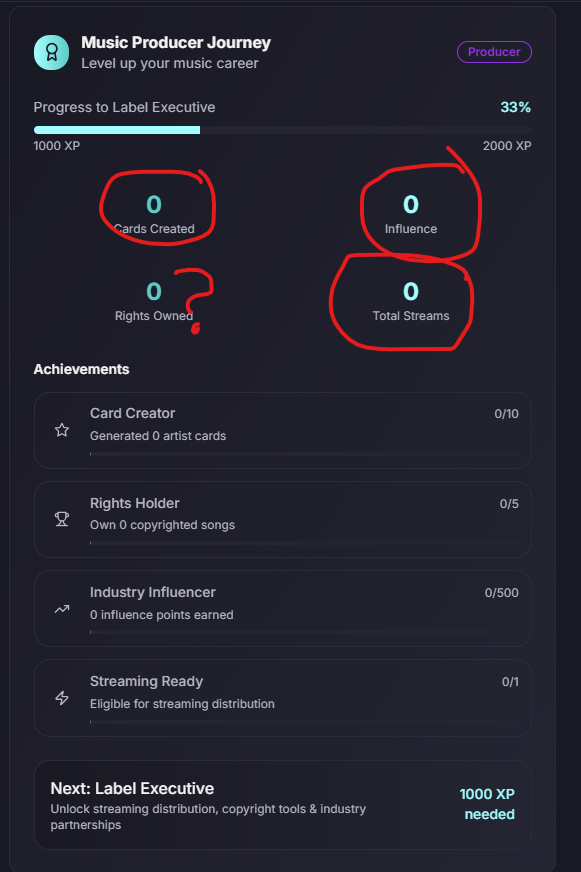 Music Producer Journey
Level up your music career
Producer
Progress to Label Executive
33%
1000 XP
2000 XP
0
Cards Created
0
Influence
0
Rights Owned
?
0
Total Streams
Achievements
Card Creator
0/10
Generated 0 artist cards
Rights Holder
0/5
Own 0 copyrighted songs
Industry Influencer
0/500
0 influence points earned
Streaming Ready
0/1
Eligible for streaming distribution
Next: Label Executive
Unlock streaming distribution, copyright tools & industry
partnerships
1000 XP
needed